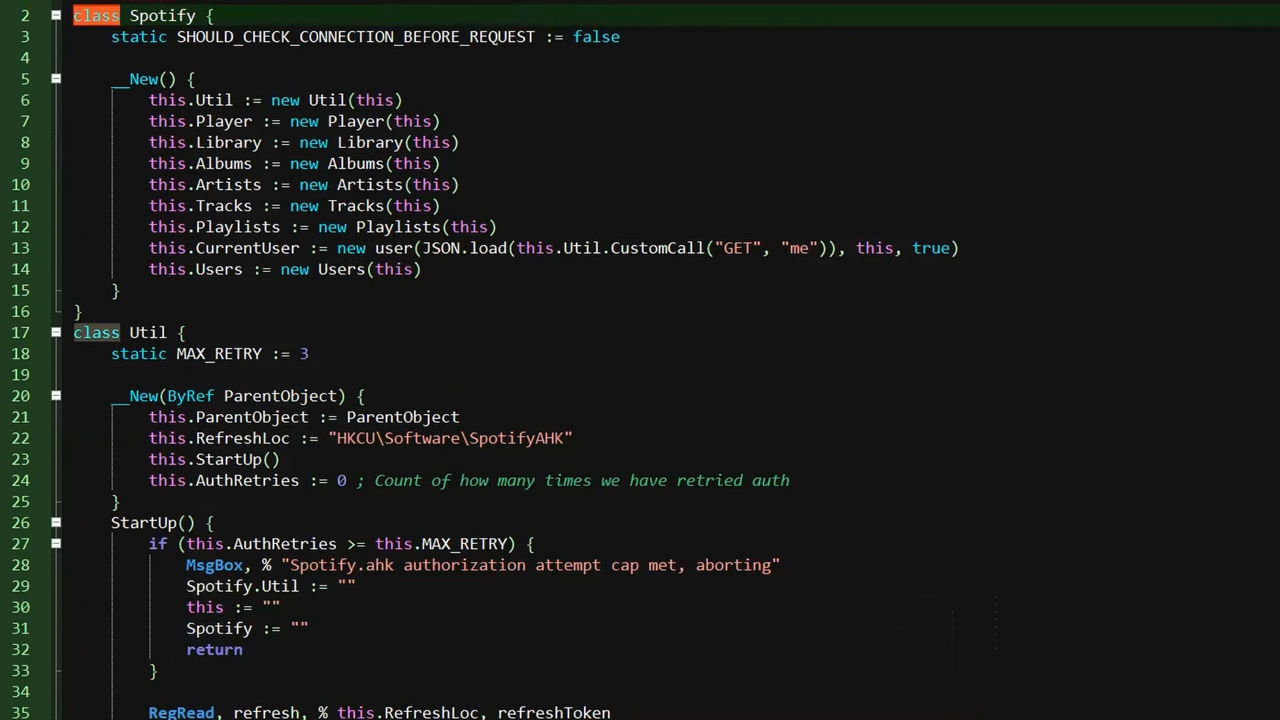 2 class Spotify {
3 static SHOULD_CHECK_CONNECTION_BEFORE_REQUEST := false
4
5 __New() {
6 this.Util := new Util(this)
7 this.Player := new Player(this)
8 this.Library := new Library(this)
9 this.Albums := new Albums(this)
10 this.Artists := new Artists(this)
11 this.Tracks := new Tracks(this)
12 this.Playlists := new Playlists(this)
13 this.CurrentUser := new user(JSON.load(this.Util.CustomCall("GET", "me")), this, true)
14 this.Users := new Users(this)
15 }
16 }
17 class Util {
18 static MAX_RETRY := 3
19
20 __New(ByRef ParentObject) {
21 this.ParentObject := ParentObject
22 this.RefreshLoc := "HKCU\Software\SpotifyAHK"
23 this.StartUp()
24 this.AuthRetries := 0 ; Count of how many times we have retried auth
25 }
26 StartUp() {
27 if (this.AuthRetries >= this.MAX_RETRY) {
28 MsgBox, % "Spotify.ahk authorization attempt cap met, aborting"
29 Spotify.Util := ""
30 this := ""
31 Spotify := ""
32 return
33 }
34
35 RegRead, refresh, % this.RefreshLoc, refreshToken